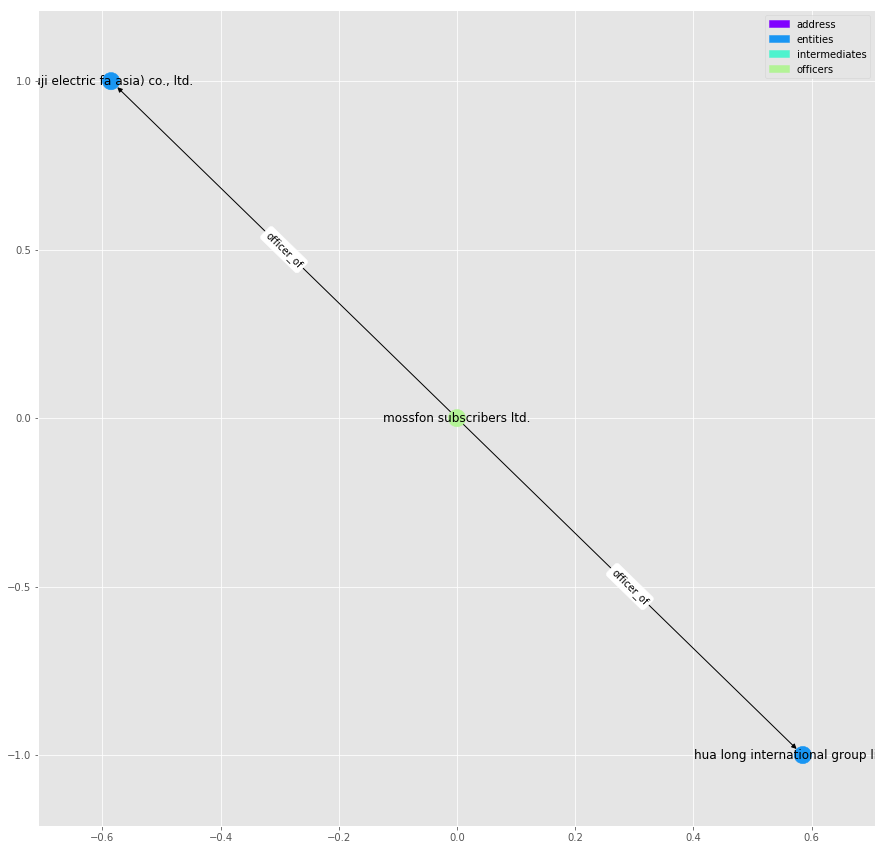 address
entities
intermediates
officers
1.0
uji electric fa asia) co., ltd.
officer_of
0.5
0.0
mossfon subscribers ltd.
officer_of
−0.5
−1.0
hua long international group l
−0.6
−0.4
−0.2
0.0
0.2
0.4
0.6